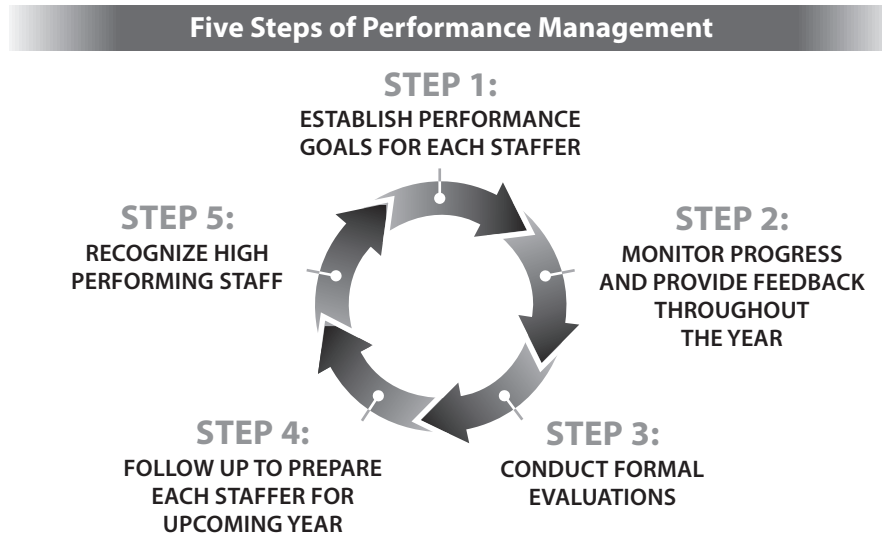 Five Steps of Performance Management
STEP 1:
ESTABLISH PERFORMANCE
GOALS FOR EACH STAFFER
STEP 2:
MONITOR PROGRESS
AND PROVIDE FEEDBACK
THROUGHOUT
THE YEAR
STEP 3:
CONDUCT FORMAL
EVALUATIONS
STEP 4:
FOLLOW UP TO PREPARE
EACH STAFFER FOR
UPCOMING YEAR
STEP 5:
RECOGNIZE HIGH
PERFORMING STAFF